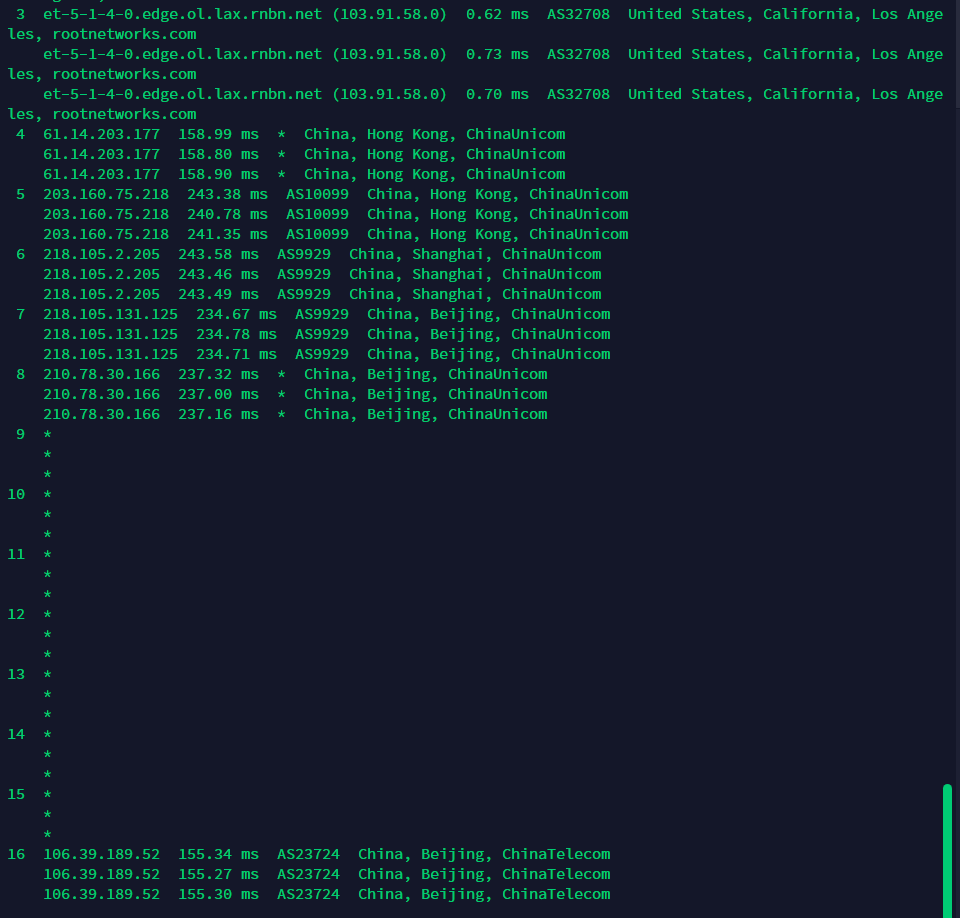 3 et-5-1-4-0.edge.ol.lax.rnbn.net (103.91.58.0) 0.62 ms AS32708 United States, California, Los Ange
les, rootnetworks.com
et-5-1-4-0.edge.ol.lax.rnbn.net (103.91.58.0) 0.73 ms AS32708 United States, California, Los Ange
les, rootnetworks.com
et-5-1-4-0.edge.ol.lax.rnbn.net (103.91.58.0) 0.70 ms AS32708 United States, California, Los Ange
les, rootnetworks.com
4 61.14.203.177 158.99 ms * China, Hong Kong, ChinaUnicom
61.14.203.177 158.80 ms * China, Hong Kong, ChinaUnicom
61.14.203.177 158.90 ms * China, Hong Kong, ChinaUnicom
5 203.160.75.218 243.38 ms AS10099 China, Hong Kong, ChinaUnicom
203.160.75.218 240.78 ms AS10099 China, Hong Kong, ChinaUnicom
203.160.75.218 241.35 ms AS10099 China, Hong Kong, ChinaUnicom
6 218.105.2.205 243.58 ms AS9929 China, Shanghai, ChinaUnicom
218.105.2.205 243.46 ms AS9929 China, Shanghai, ChinaUnicom
218.105.2.205 243.49 ms AS9929 China, Shanghai, ChinaUnicom
7 218.105.131.125 234.67 ms AS9929 China, Beijing, ChinaUnicom
218.105.131.125 234.78 ms AS9929 China, Beijing, ChinaUnicom
218.105.131.125 234.71 ms AS9929 China, Beijing, ChinaUnicom
8 210.78.30.166 237.32 ms * China, Beijing, ChinaUnicom
210.78.30.166 237.00 ms * China, Beijing, ChinaUnicom
210.78.30.166 237.16 ms * China, Beijing, ChinaUnicom
9 *
*
*
10 *
*
*
11 *
*
*
12 *
*
*
13 *
*
*
14 *
*
*
15 *
*
*
16 106.39.189.52 155.34 ms AS23724 China, Beijing, ChinaTelecom
106.39.189.52 155.27 ms AS23724 China, Beijing, ChinaTelecom
106.39.189.52 155.30 ms AS23724 China, Beijing, ChinaTelecom